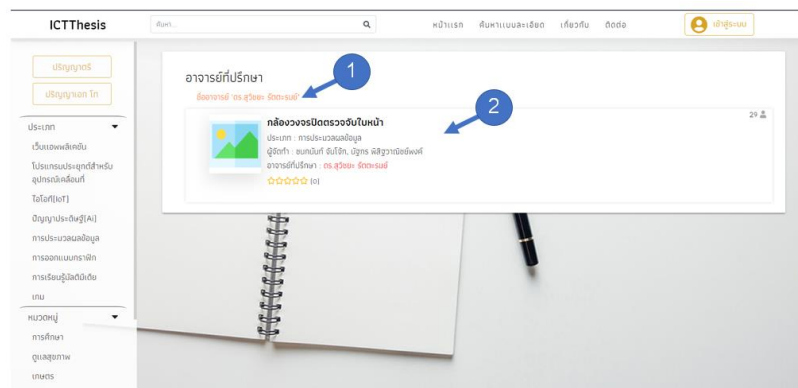 ICTThesis
ค้นหา...
หน้าแรก ค้นหาแบบละเอียด เกี่ยวกับ ติดต่อ
เข้าสู่ระบบ
ปริญญาตรี
ปริญญาเอก โท
ประเภท
เว็บแอพพลิเคชัน
โปรแกรมประยุกต์สำหรับ
อุปกรณ์เคลื่อนที่
ไอโอที(IoT)
ปัญญาประดิษฐ์(Ai)
การประมวลผลข้อมูล
การออกแบบกราฟิก
การเรียนรู้มัลติมีเดีย
เกม
หมวดหมู่
การศึกษา
ดูแลสุขภาพ
เกษตร
อาจารย์ที่ปรึกษา
1
ชื่ออาจารย์ "ดร.สุวิชยะ รัตตะรมย์"
2
กล้องวงจรปิดตรวจจับใบหน้า
29
ประเภท : การประมวลผลข้อมูล
ผู้จัดทำ : ชนกนันท์ จับโจ๊ก, ณัฐกร พิสิฐวาณิชย์พงศ์
อาจารย์ที่ปรึกษา : ดร.สุวิชยะ รัตตะรมย์
(0)